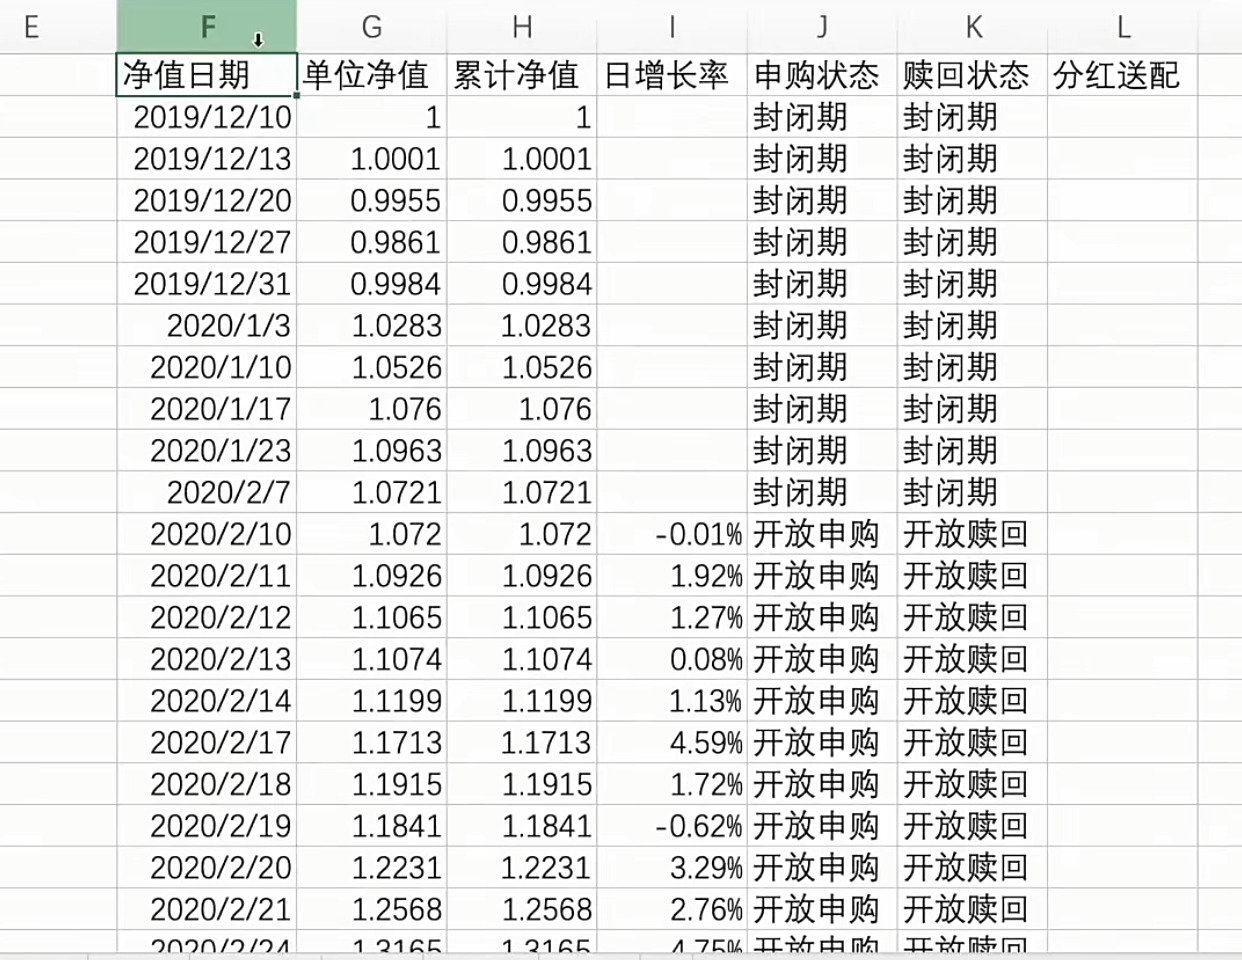 E F G H I J K L
净值日期 单位净值 累计净值 日增长率 申购状态 赎回状态 分红送配
2019/12/10 1 1 封闭期 封闭期
2019/12/13 1.0001 1.0001 封闭期 封闭期
2019/12/20 0.9955 0.9955 封闭期 封闭期
2019/12/27 0.9861 0.9861 封闭期 封闭期
2019/12/31 0.9984 0.9984 封闭期 封闭期
2020/1/3 1.0283 1.0283 封闭期 封闭期
2020/1/10 1.0526 1.0526 封闭期 封闭期
2020/1/17 1.076 1.076 封闭期 封闭期
2020/1/23 1.0963 1.0963 封闭期 封闭期
2020/2/7 1.0721 1.0721 封闭期 封闭期
2020/2/10 1.072 1.072 -0.01% 开放申购 开放赎回
2020/2/11 1.0926 1.0926 1.92% 开放申购 开放赎回
2020/2/12 1.1065 1.1065 1.27% 开放申购 开放赎回
2020/2/13 1.1074 1.1074 0.08% 开放申购 开放赎回
2020/2/14 1.1199 1.1199 1.13% 开放申购 开放赎回
2020/2/17 1.1713 1.1713 4.59% 开放申购 开放赎回
2020/2/18 1.1915 1.1915 1.72% 开放申购 开放赎回
2020/2/19 1.1841 1.1841 -0.62% 开放申购 开放赎回
2020/2/20 1.2231 1.2231 3.29% 开放申购 开放赎回
2020/2/21 1.2568 1.2568 2.76% 开放申购 开放赎回
2020/2/24 1.3165 1.3165 4.75% 开放申购 开放赎回